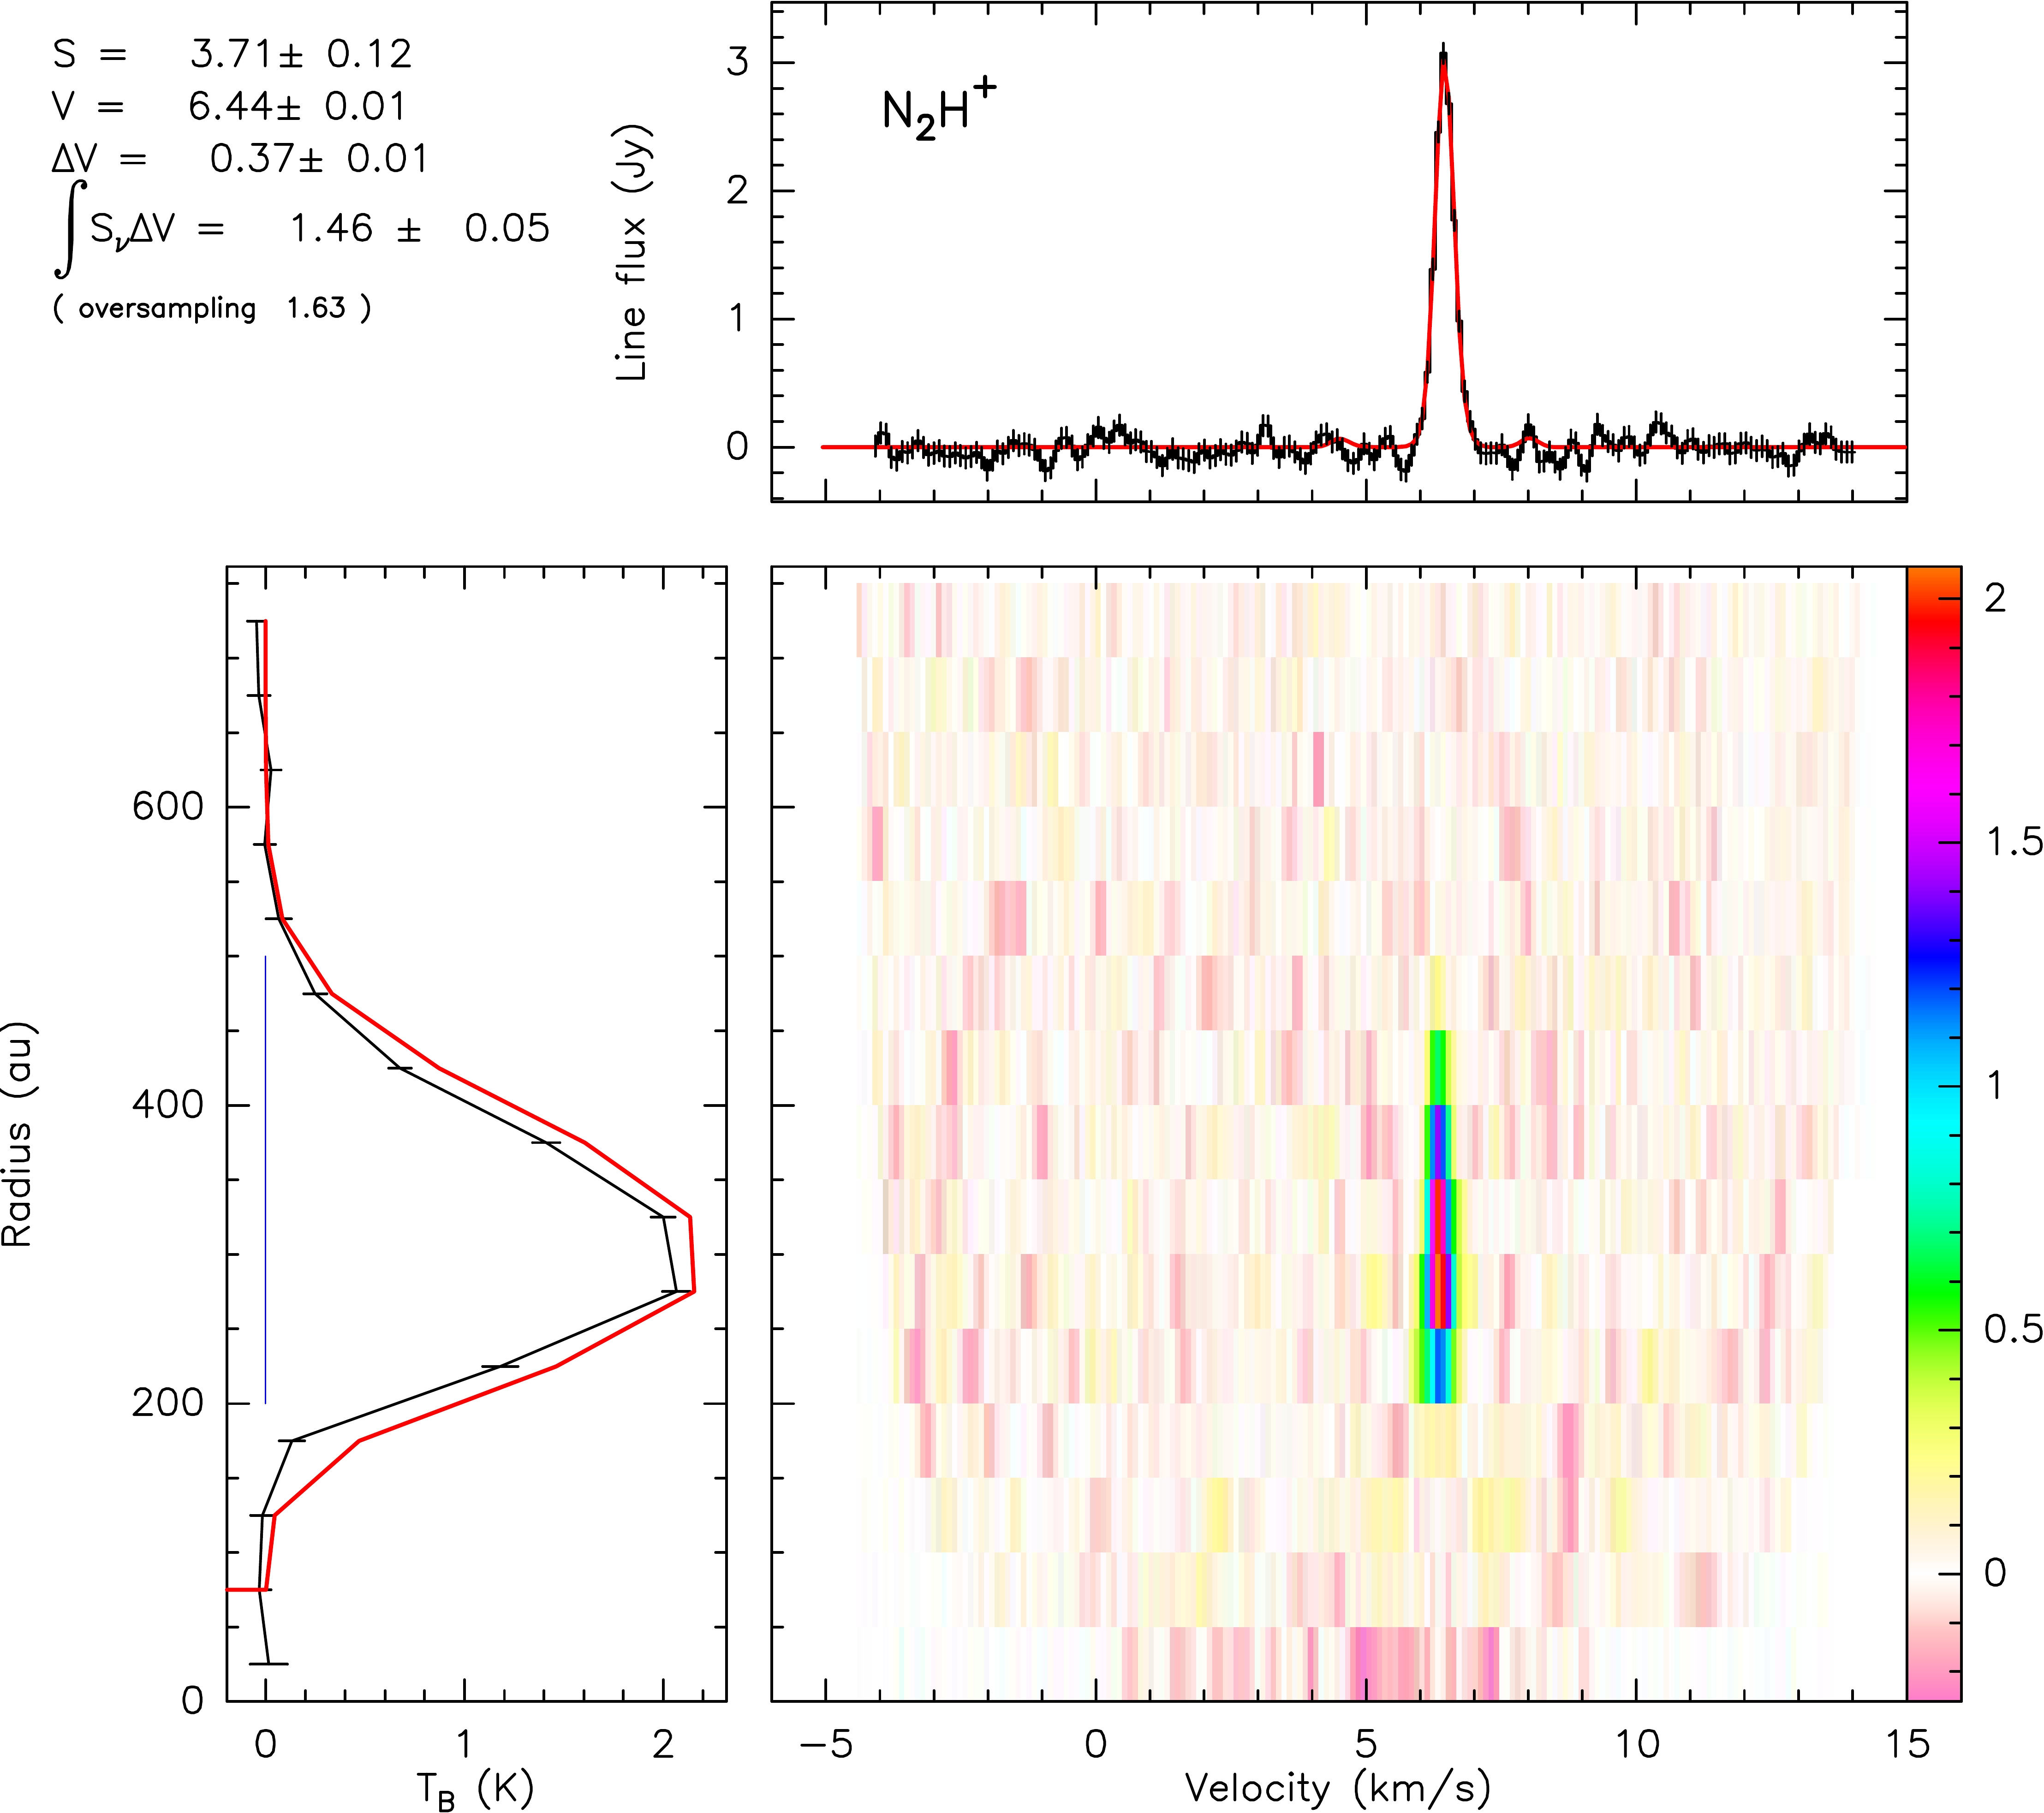 S = 3.71± 0.12
V = 6.44± 0.01
ΔV = 0.37± 0.01
∫SνΔV = 1.46 ± 0.05
( oversampling 1.63 )
Line flux (Jy)
3
2
1
0
N2H+
Radius (au)
600
400
200
0
0 1 2
TB (K)
−5 0 5 10 15
Velocity (km/s)
2
1.5
1
0.5
0